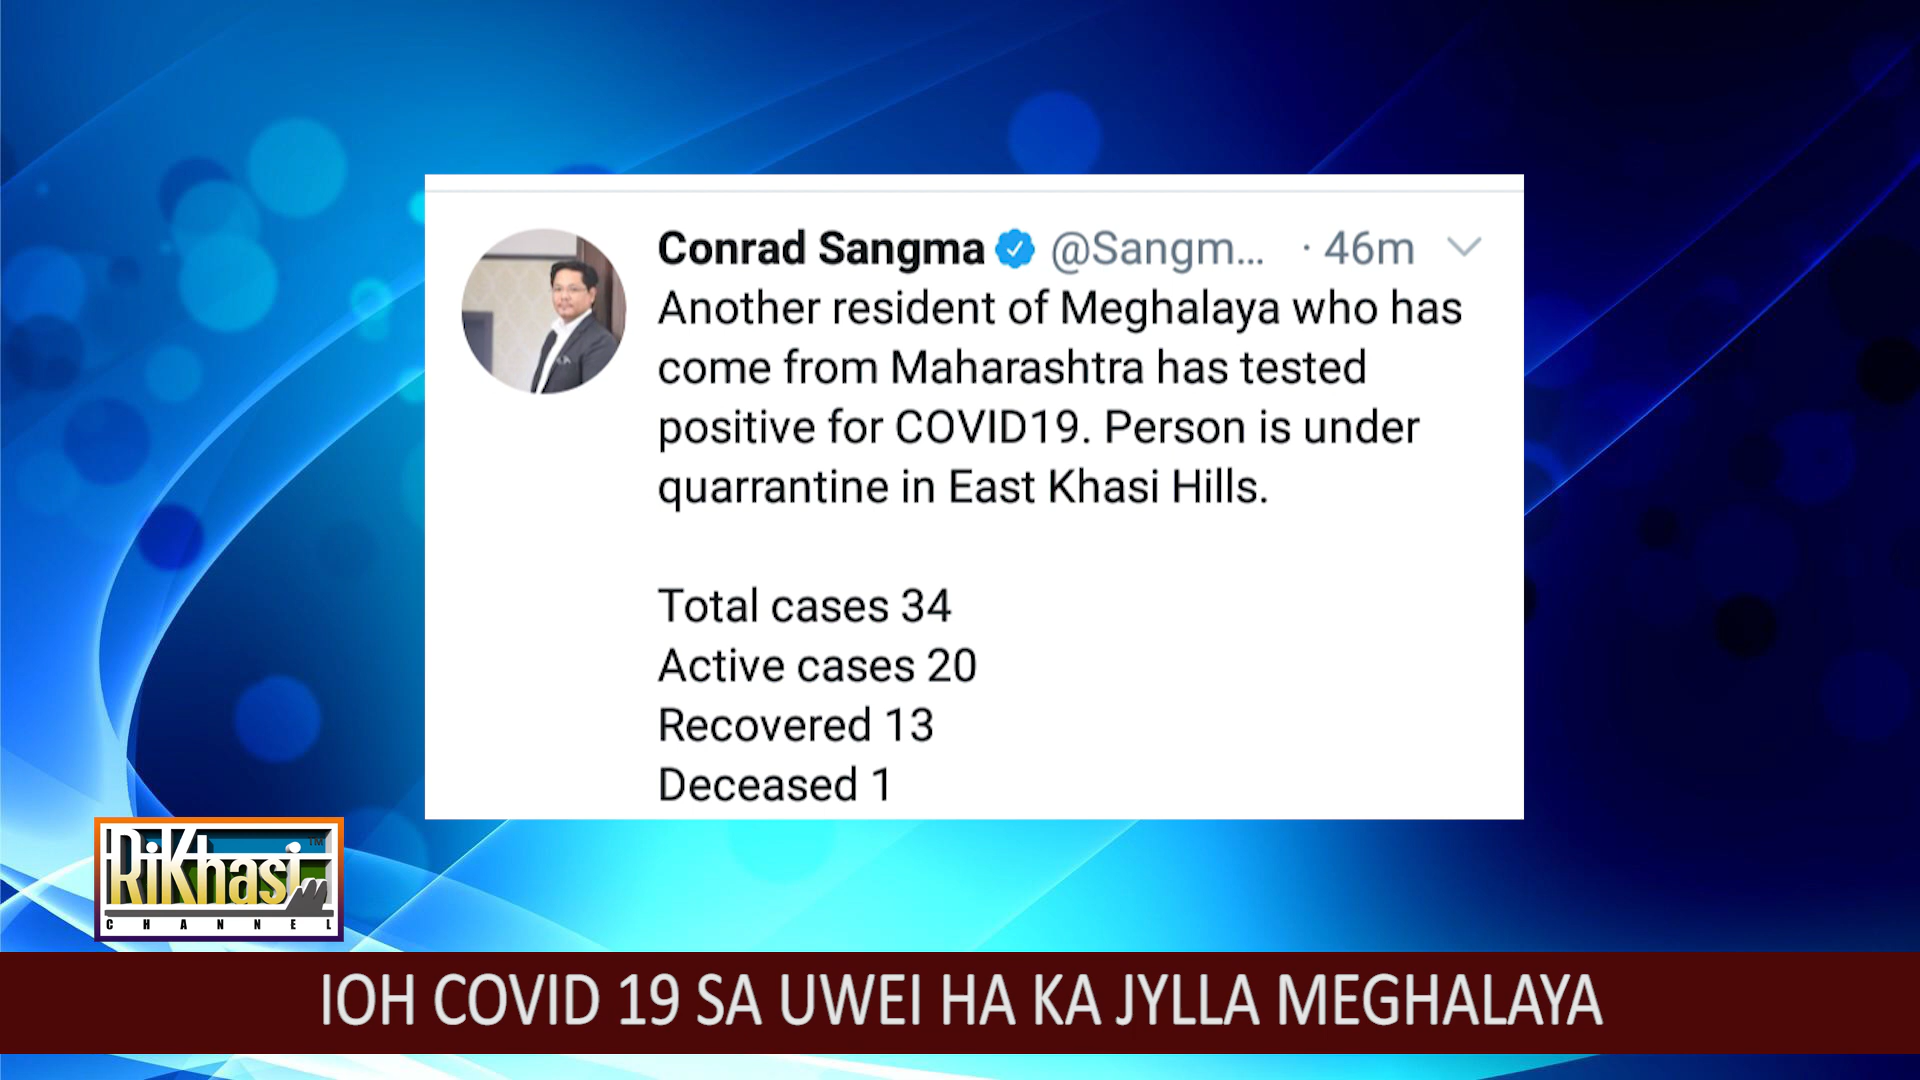 Conrad Sangma @Sangm... · 46m
Another resident of Meghalaya who has
come from Maharashtra has tested
positive for COVID19. Person is under
quarrantine in East Khasi Hills.
Total cases 34
Active cases 20
Recovered 13
Deceased 1
RiKhasi TM
CHANNEL
IOH COVID 19 SA UWEI HA KA JYLLA MEGHALAYA